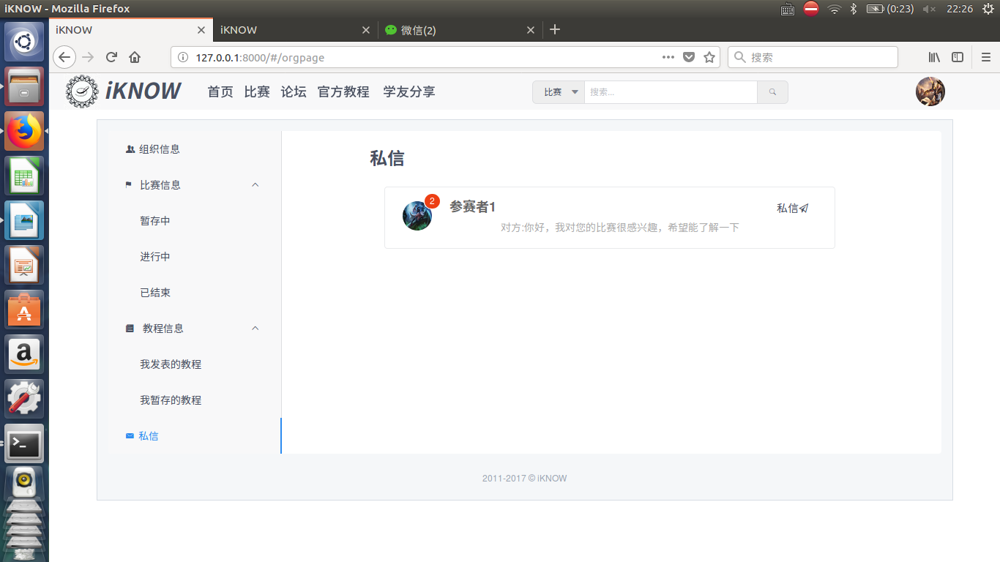 iKNOW - Mozilla Firefox
(0:23)
22:26
iKNOW
iKNOW
微信(2)
127.0.0.1:8000/#/orgpage
搜索
iKNOW
首页 比赛 论坛 官方教程 学友分享
比赛
搜索...
组织信息
比赛信息
暂存中
进行中
已结束
教程信息
我发表的教程
我暂存的教程
私信
私信
2
参赛者1
私信
对方:你好，我对您的比赛很感兴趣，希望能了解一下
2011-2017 © iKNOW